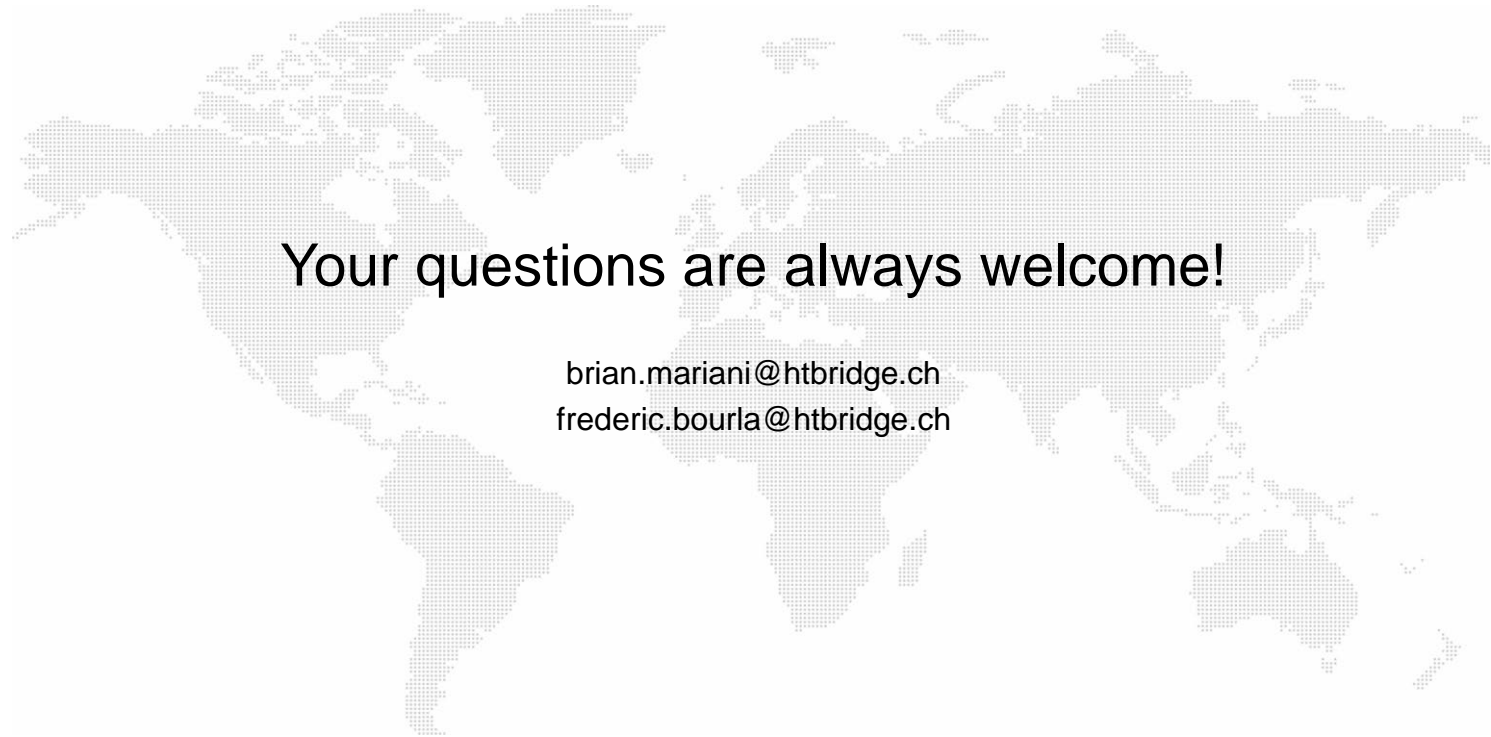 Your questions are always welcome!
brian.mariani@htbridge.ch
frederic.bourla@htbridge.ch